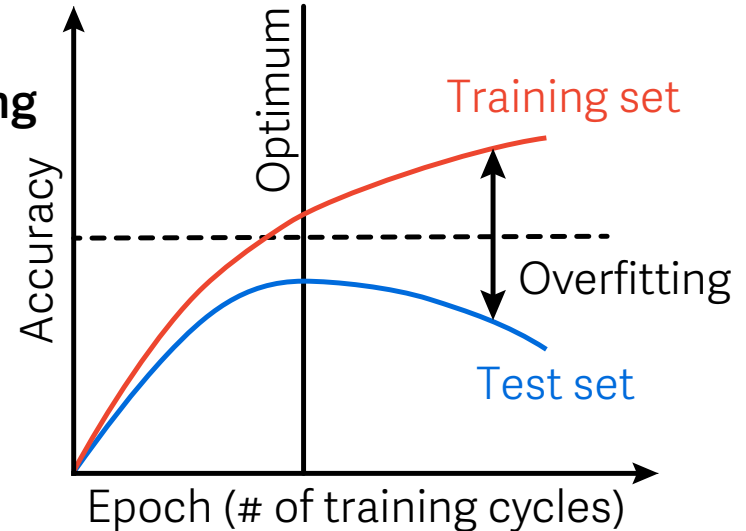 ng
Training set
Optimum
Accuracy
Overfitting
Test set
Epoch (# of training cycles)